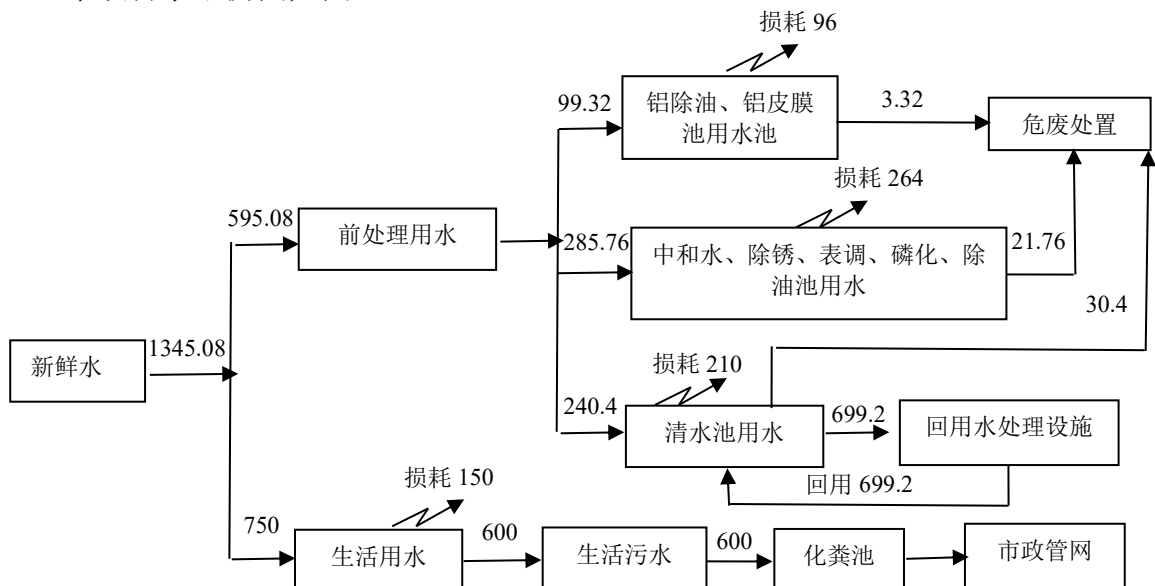 损耗 96
99.32
铝除油、铝皮膜
池用水池
3.32
危废处置
损耗 264
595.08
前处理用水
285.76
中和水、除锈、表调、磷化、除
油池用水
21.76
30.4
新鲜水
1345.08
损耗 210
240.4
清水池用水
699.2
回用水处理设施
回用 699.2
损耗 150
750
生活用水
600
生活污水
600
化粪池
市政管网